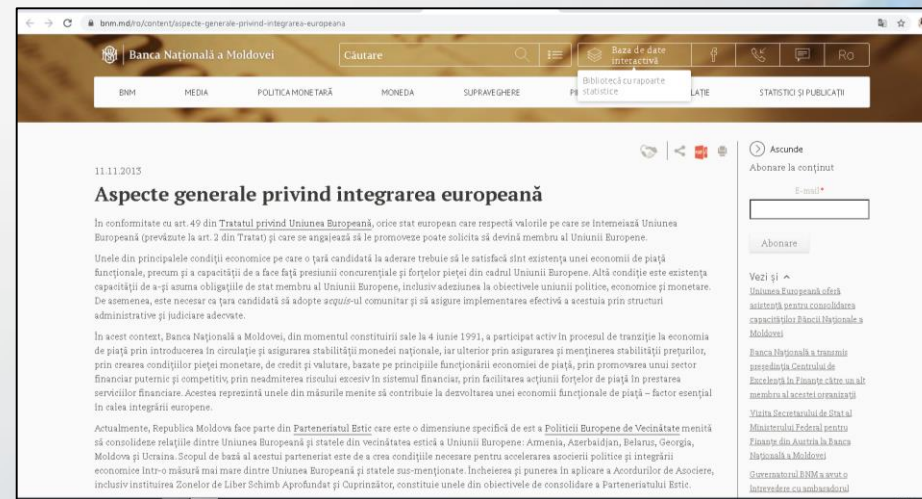 bnm.md/ro/content/aspecte-generale-privind-integrarea-europeana
Banca Națională a Moldovei
Căutare
Baza de date
interactivă
Ro
Bibliotecă cu rapoarte
statistice
BNM
MEDIA
POLITICA MONETARĂ
MONEDA
SUPRAVEGHERE
LAȚIE
STATISTICI ȘI PUBLICAȚII
11.11.2013
Aspecte generale privind integrarea europeană
În conformitate cu art. 49 din Tratatul privind Uniunea Europeană, orice stat european care respectă valorile pe care se întemeiază Uniunea
Europeană (prevăzute la art. 2 din Tratat) și care se angajează să le promoveze poate solicita să devină membru al Uniunii Europene.
Unele din principalele condiții economice pe care o țară candidată la aderare trebuie să le satisfacă sînt existența unei economii de piață
funcționale, precum și a capacității de a face față presiunii concurențiale și forțelor pieței din cadrul Uniunii Europene. Altă condiție este existența
capacității de a-și asuma obligațiile de stat membru al Uniunii Europene, inclusiv adeziunea la obiectivele uniunii politice, economice și monetare.
De asemenea, este necesar ca țara candidată să adopte acquis-ul comunitar și să asigure implementarea efectivă a acestuia prin structuri
administrative și judiciare adecvate.
În acest context, Banca Națională a Moldovei, din momentul constituirii sale la 4 iunie 1991, a participat activ în procesul de tranziție la economia
de piață prin introducerea în circulație și asigurarea stabilității monedei naționale, iar ulterior prin asigurarea și menținerea stabilității prețurilor,
prin crearea condițiilor pieței monetare, de credit și valutare, bazate pe principiile funcționării economiei de piață, prin promovarea unui sector
financiar puternic și competitiv, prin neadmiterea riscului excesiv în sistemul financiar, prin facilitarea acțiunii forțelor de piață în prestarea
serviciilor financiare. Acestea reprezintă unele din măsurile menite să contribuie la dezvoltarea unei economii funcționale de piață – factor esențial
în calea integrării europene.
Actualmente, Republica Moldova face parte din Parteneriatul Estic care este o dimensiune specifică de est a Politicii Europene de Vecinătate menită
să consolideze relațiile dintre Uniunea Europeană și statele din vecinătatea estică a Uniunii Europene: Armenia, Azerbaidjan, Belarus, Georgia,
Moldova și Ucraina. Scopul de bază al acestui parteneriat este de a crea condițiile necesare pentru accelerarea asocierii politice și integrării
economice într-o măsură mai mare dintre Uniunea Europeană și statele sus-menționate. Încheierea și punerea în aplicare a Acordurilor de Asociere,
inclusiv instituirea Zonelor de Liber Schimb Aprofundat și Cuprinzător, constituie unele din obiectivele de consolidare a Parteneriatului Estic.
Ascunde
Abonare la conținut
E-mail*
Abonare
Vezi și
Uniunea Europeană oferă
asistență pentru consolidarea
capacităților Băncii Naționale a
Moldovei
Banca Națională a transmis
președinția Centrului de
Excelență în Finanțe către un alt
membru al acestei organizații
Vizita Secretarului de Stat al
Ministerului Federal pentru
Finanțe din Austria la Banca
Națională a Moldovei
Guvernatorul BNM a avut o
întrevedere cu ambasadorul